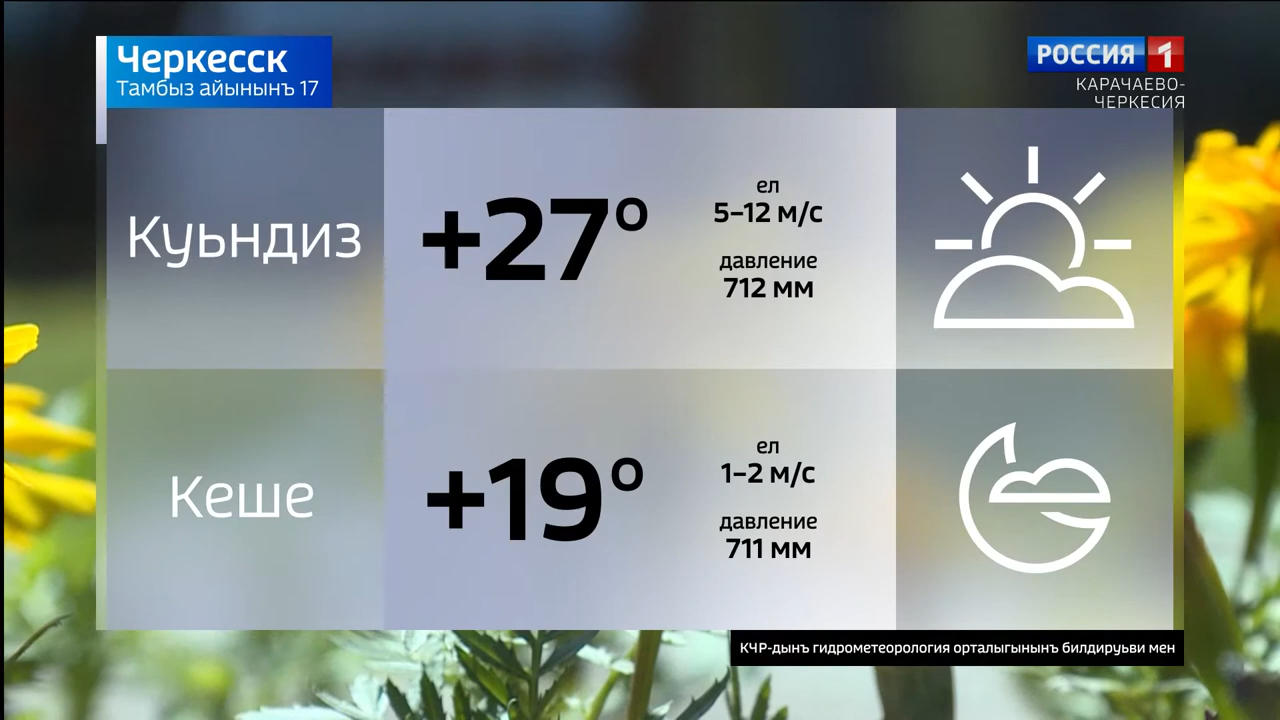 Черкесск
Тамбыз айынынъ 17
РОССИЯ 1
КАРАЧАЕВО-
ЧЕРКЕСИЯ
Куьндиз
+27°
ел
5-12 м/с
давление
712 мм
Кеше
+19°
ел
1-2 м/с
давление
711 мм
КЧР-дынъ гидрометеорология орталыгынынъ билдируьви мен